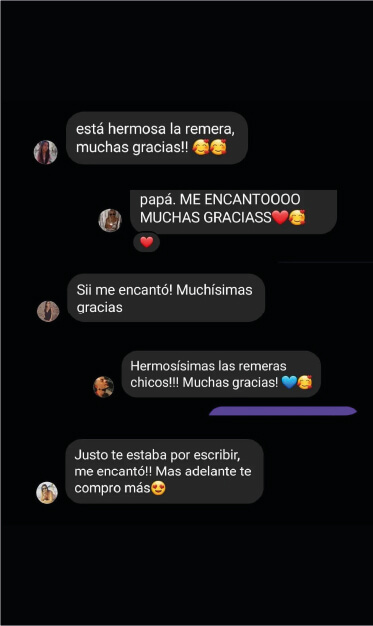 está hermosa la remera,
muchas gracias!! 🥰🥰
papá. ME ENCANTOOOO
MUCHAS GRACIASS❤️🥰
❤️
Sii me encantó! Muchísimas
gracias
Hermosísimas las remeras
chicos!!! Muchas gracias! 💙🥰
Justo te estaba por escribir,
me encantó!! Mas adelante te
compro más😍